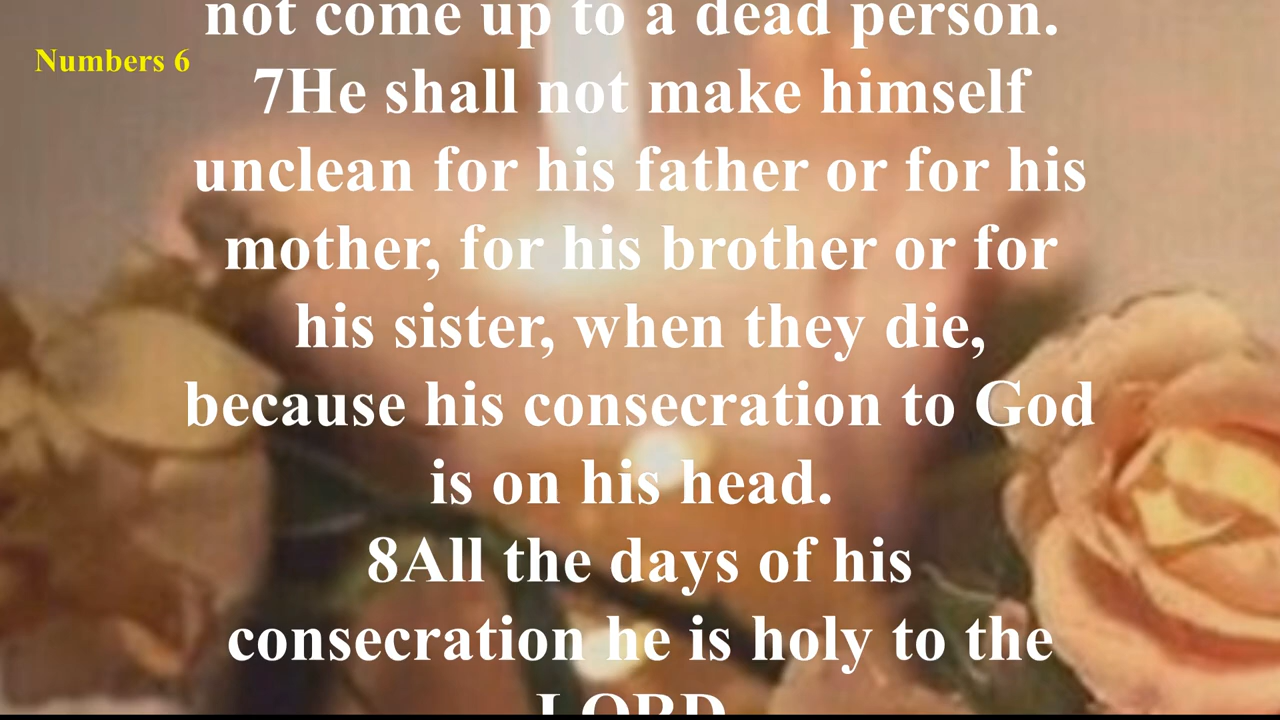 not come up to a dead person.
Numbers 6
7He shall not make himself
unclean for his father or for his
mother, for his brother or for
his sister, when they die,
because his consecration to God
is on his head.
8All the days of his
consecration he is holy to the
LORD